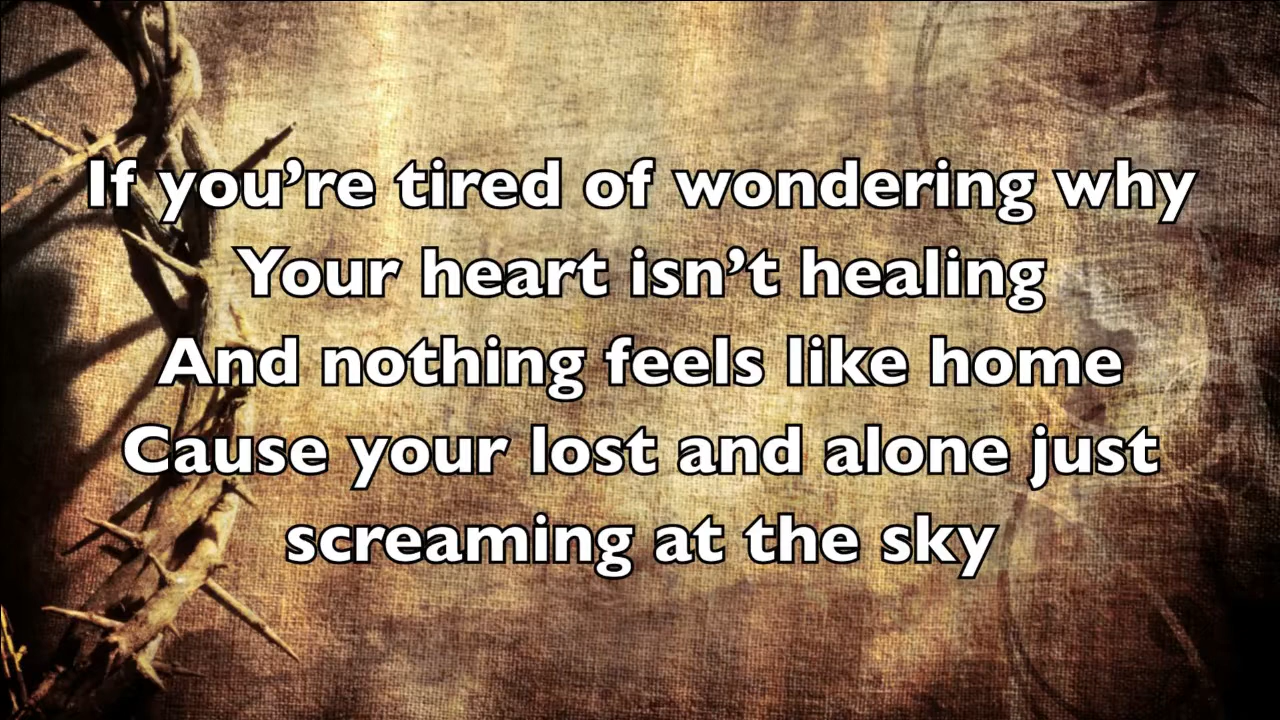 If you’re tired of wondering why
Your heart isn’t healing
And nothing feels like home
Cause your lost and alone just
screaming at the sky